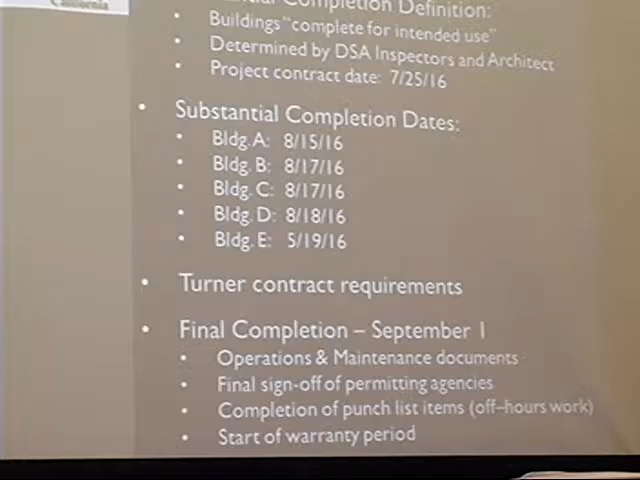 California
Completion Definition:
• Buildings "complete for intended use"
• Determined by DSA Inspectors and Architect
• Project contract date: 7/25/16
• Substantial Completion Dates:
• Bldg. A: 8/15/16
• Bldg. B: 8/17/16
• Bldg. C: 8/17/16
• Bldg. D: 8/18/16
• Bldg. E: 5/19/16
• Turner contract requirements
• Final Completion – September 1
• Operations & Maintenance documents
• Final sign-off of permitting agencies
• Completion of punch list items (off-hours work)
• Start of warranty period